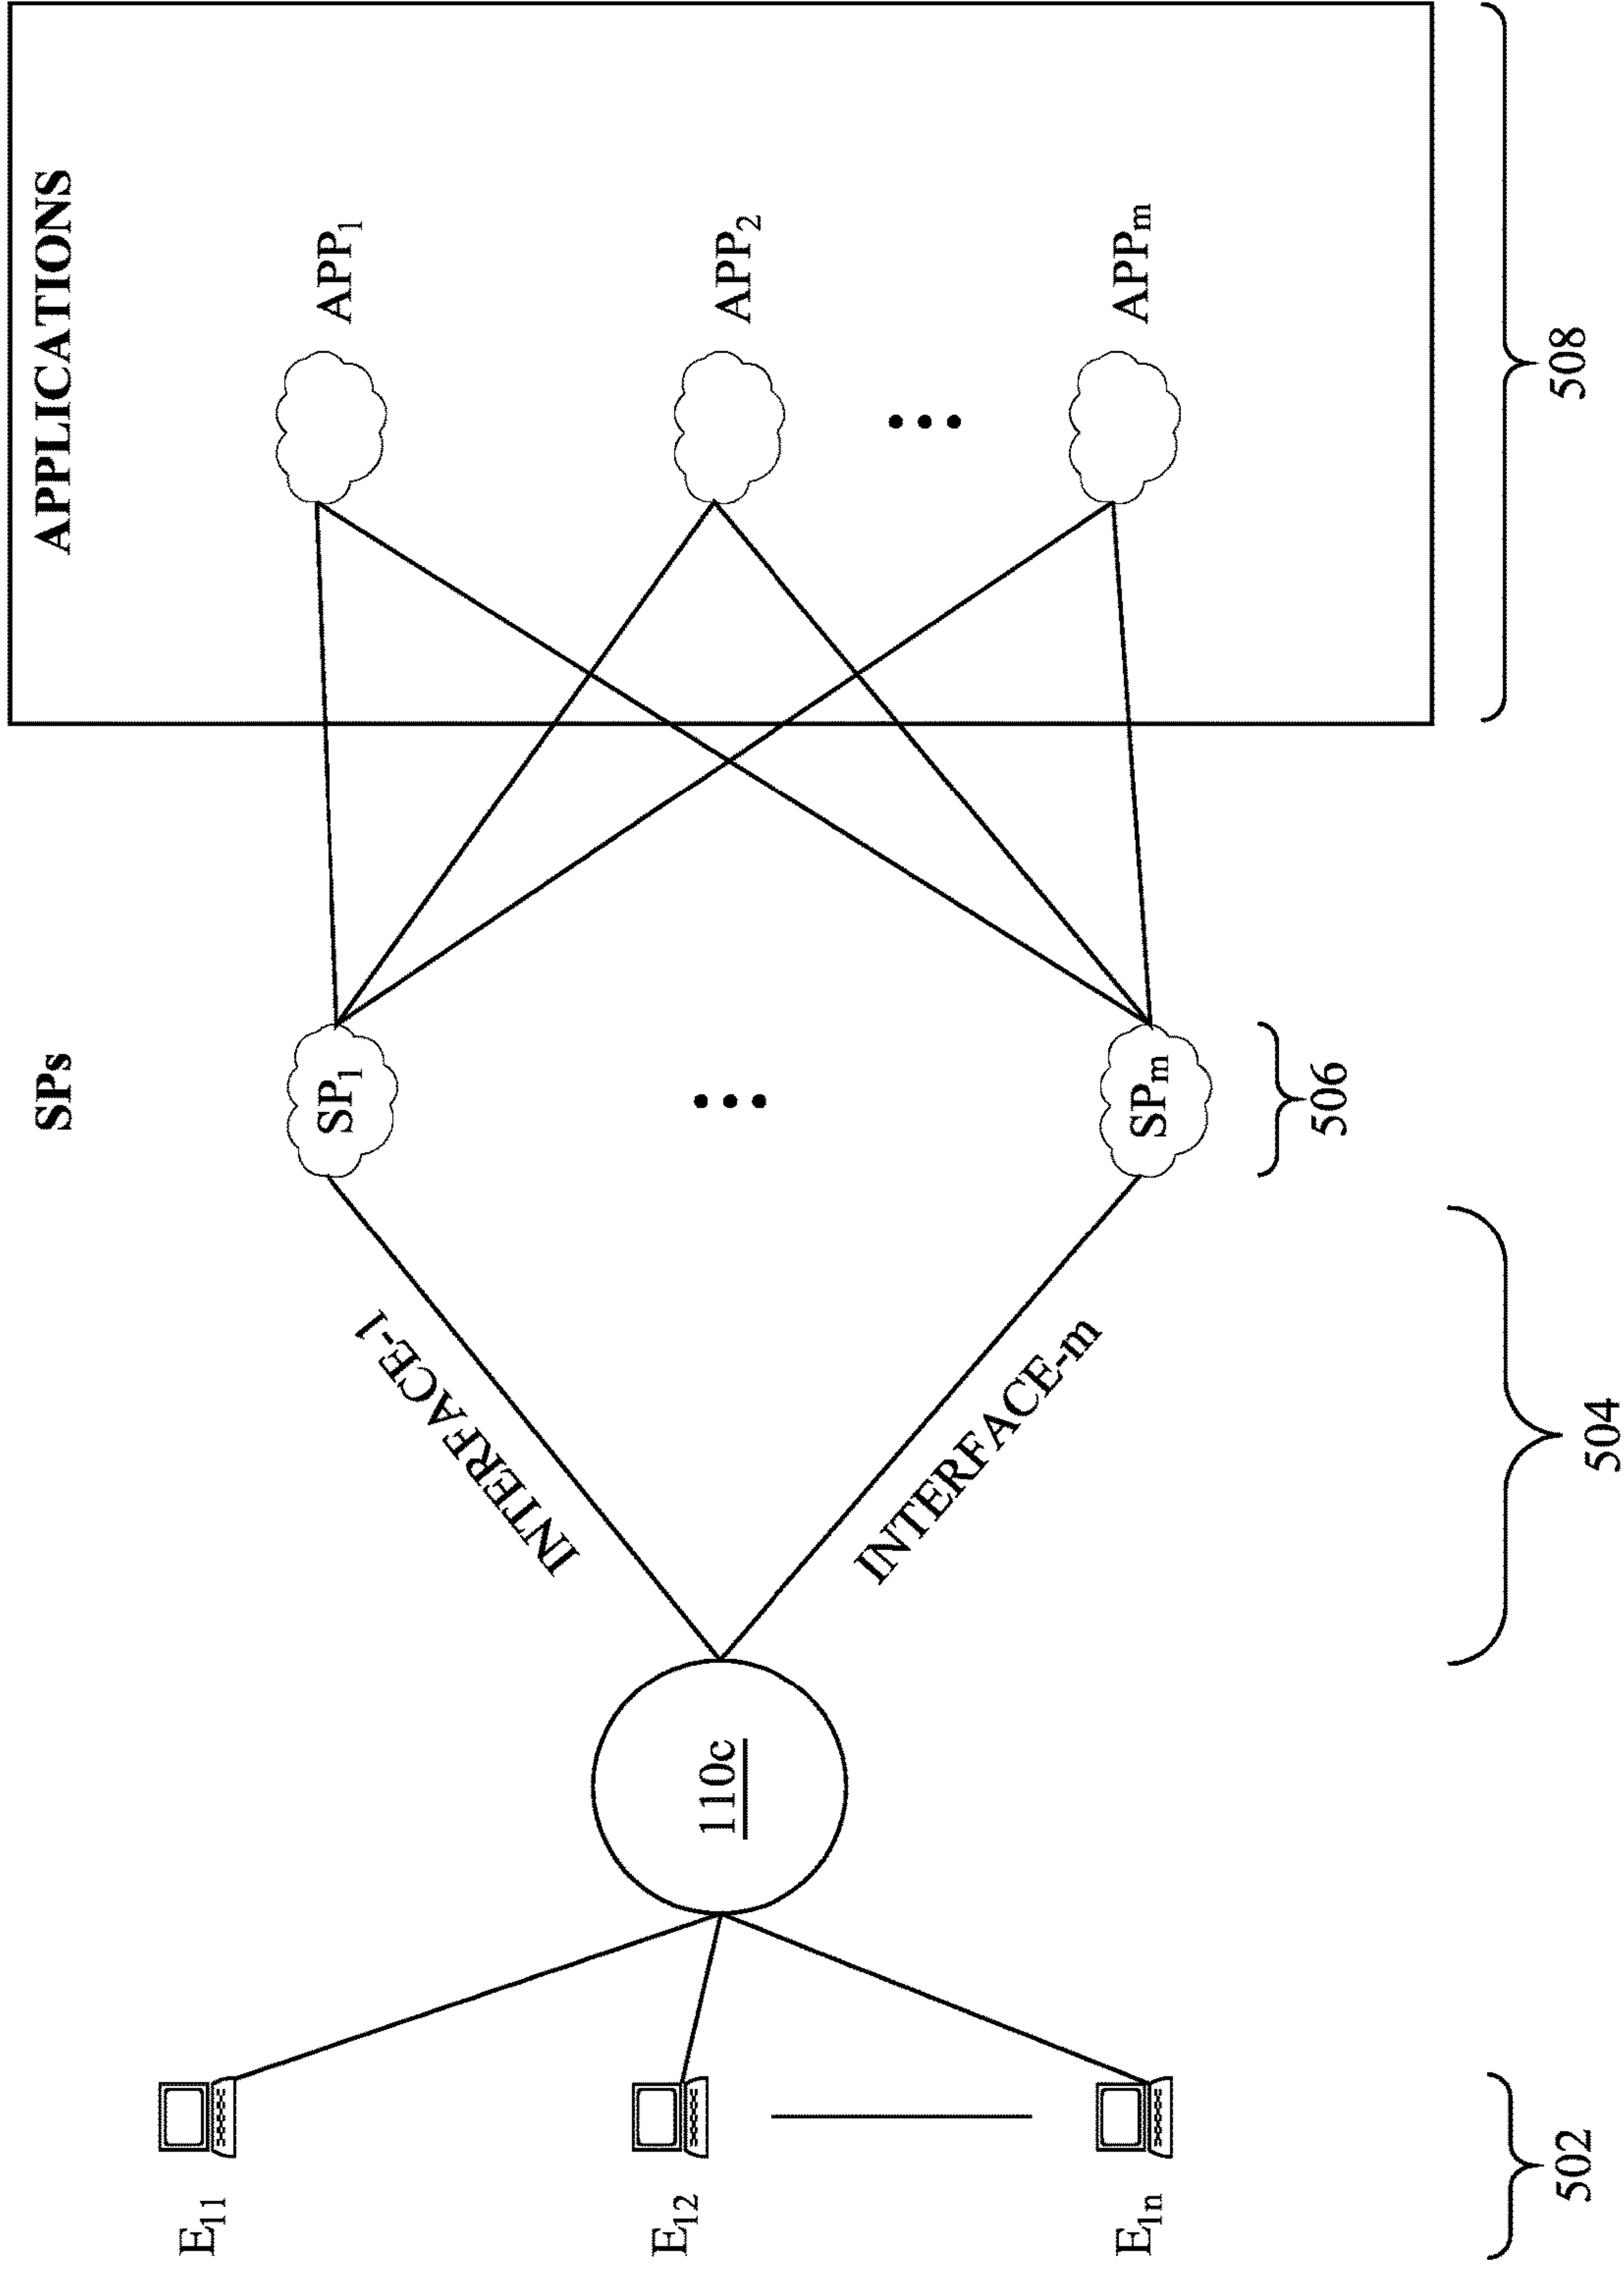 SPs
APPLICATIONS
E₁₁
E₁₂
E₁ₙ
110c
INTERFACE-1
INTERFACE-m
SP₁
SPₘ
APP₁
APP₂
APPₘ
502
504
506
508